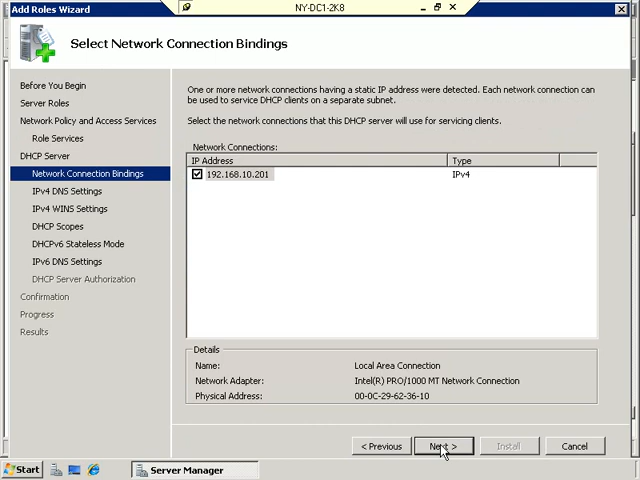 Add Roles Wizard
NY-DC1-2K8
Select Network Connection Bindings
Before You Begin
Server Roles
Network Policy and Access Services
Role Services
DHCP Server
Network Connection Bindings
IPv4 DNS Settings
IPv4 WINS Settings
DHCP Scopes
DHCPv6 Stateless Mode
IPv6 DNS Settings
DHCP Server Authorization
Confirmation
Progress
Results
One or more network connections having a static IP address were detected. Each network connection can
be used to service DHCP clients on a separate subnet.
Select the network connections that this DHCP server will use for servicing clients.
Network Connections:
IP Address Type
192.168.10.201 IPv4
Details
Name: Local Area Connection
Network Adapter: Intel(R) PRO/1000 MT Network Connection
Physical Address: 00-0C-29-62-36-10
< Previous Next > Install Cancel
Start Server Manager